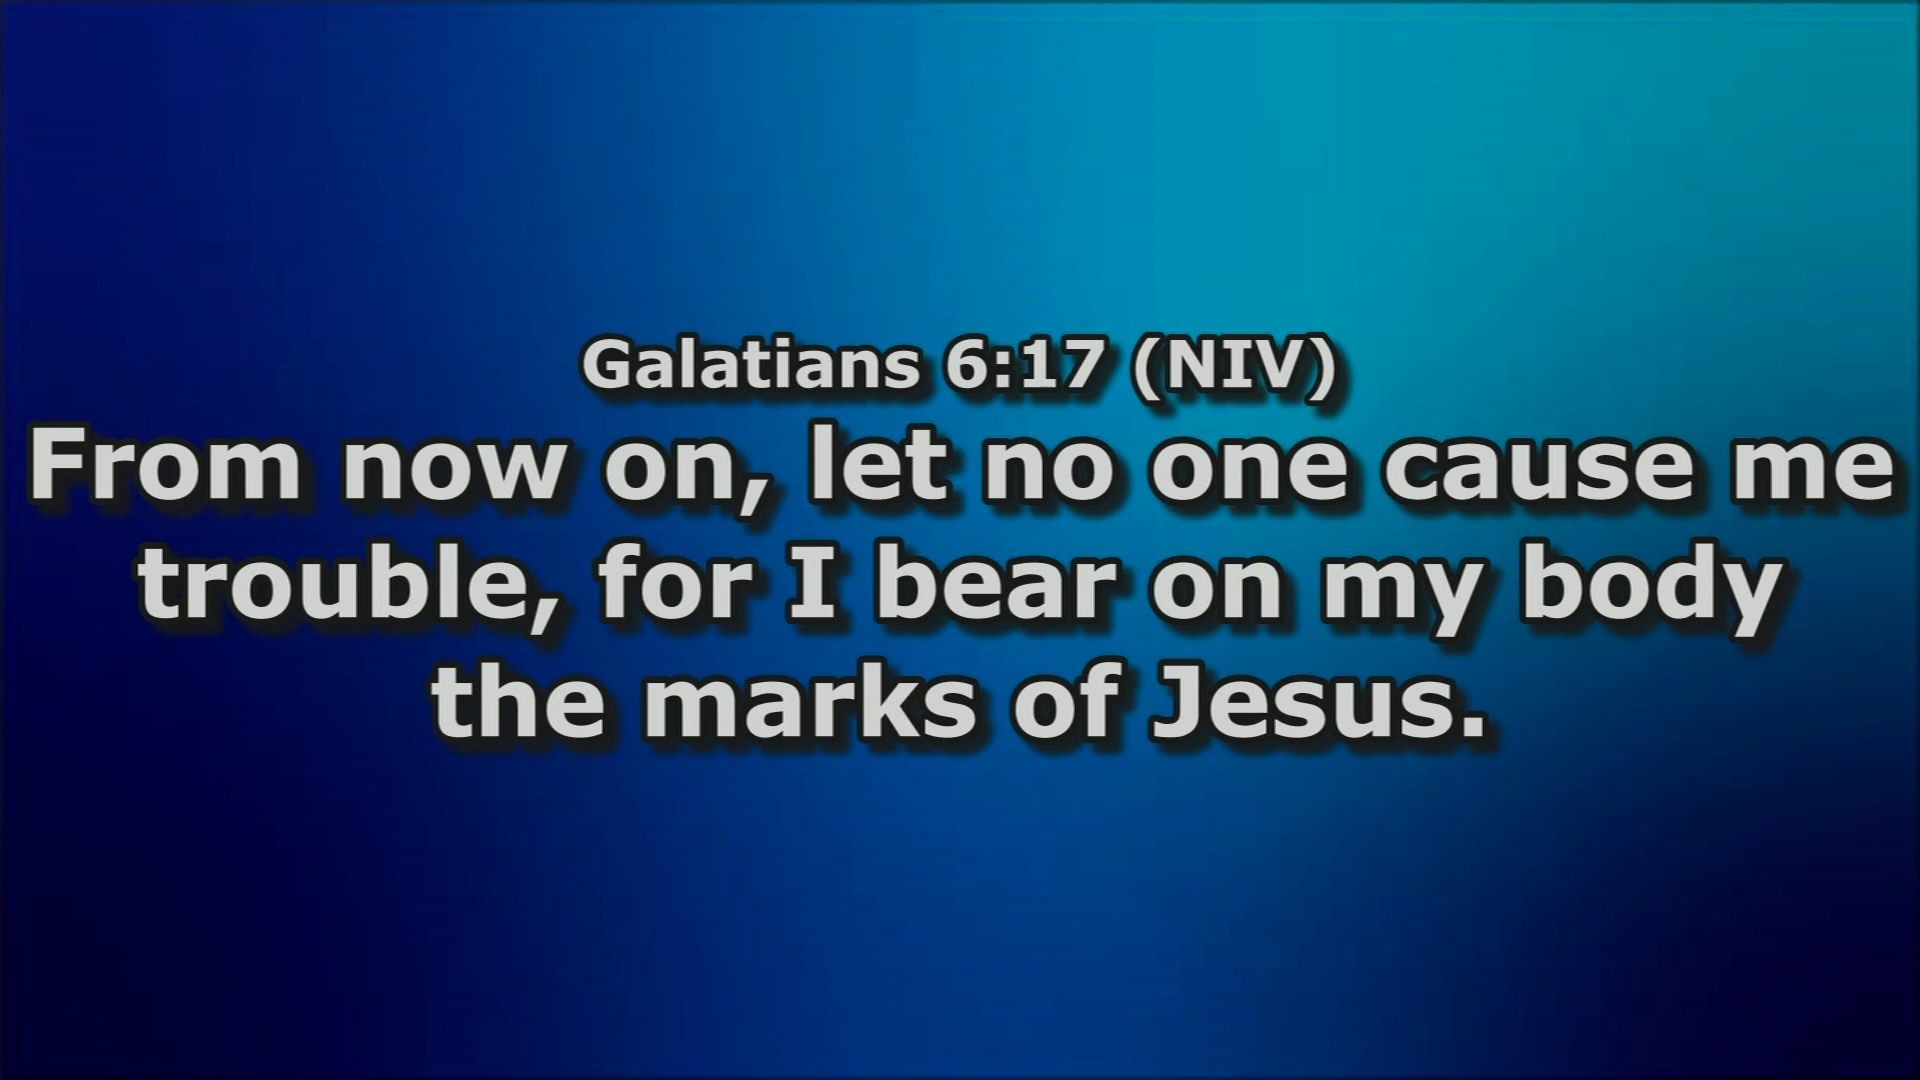 Galatians 6:17 (NIV)
From now on, let no one cause me
trouble, for I bear on my body
the marks of Jesus.